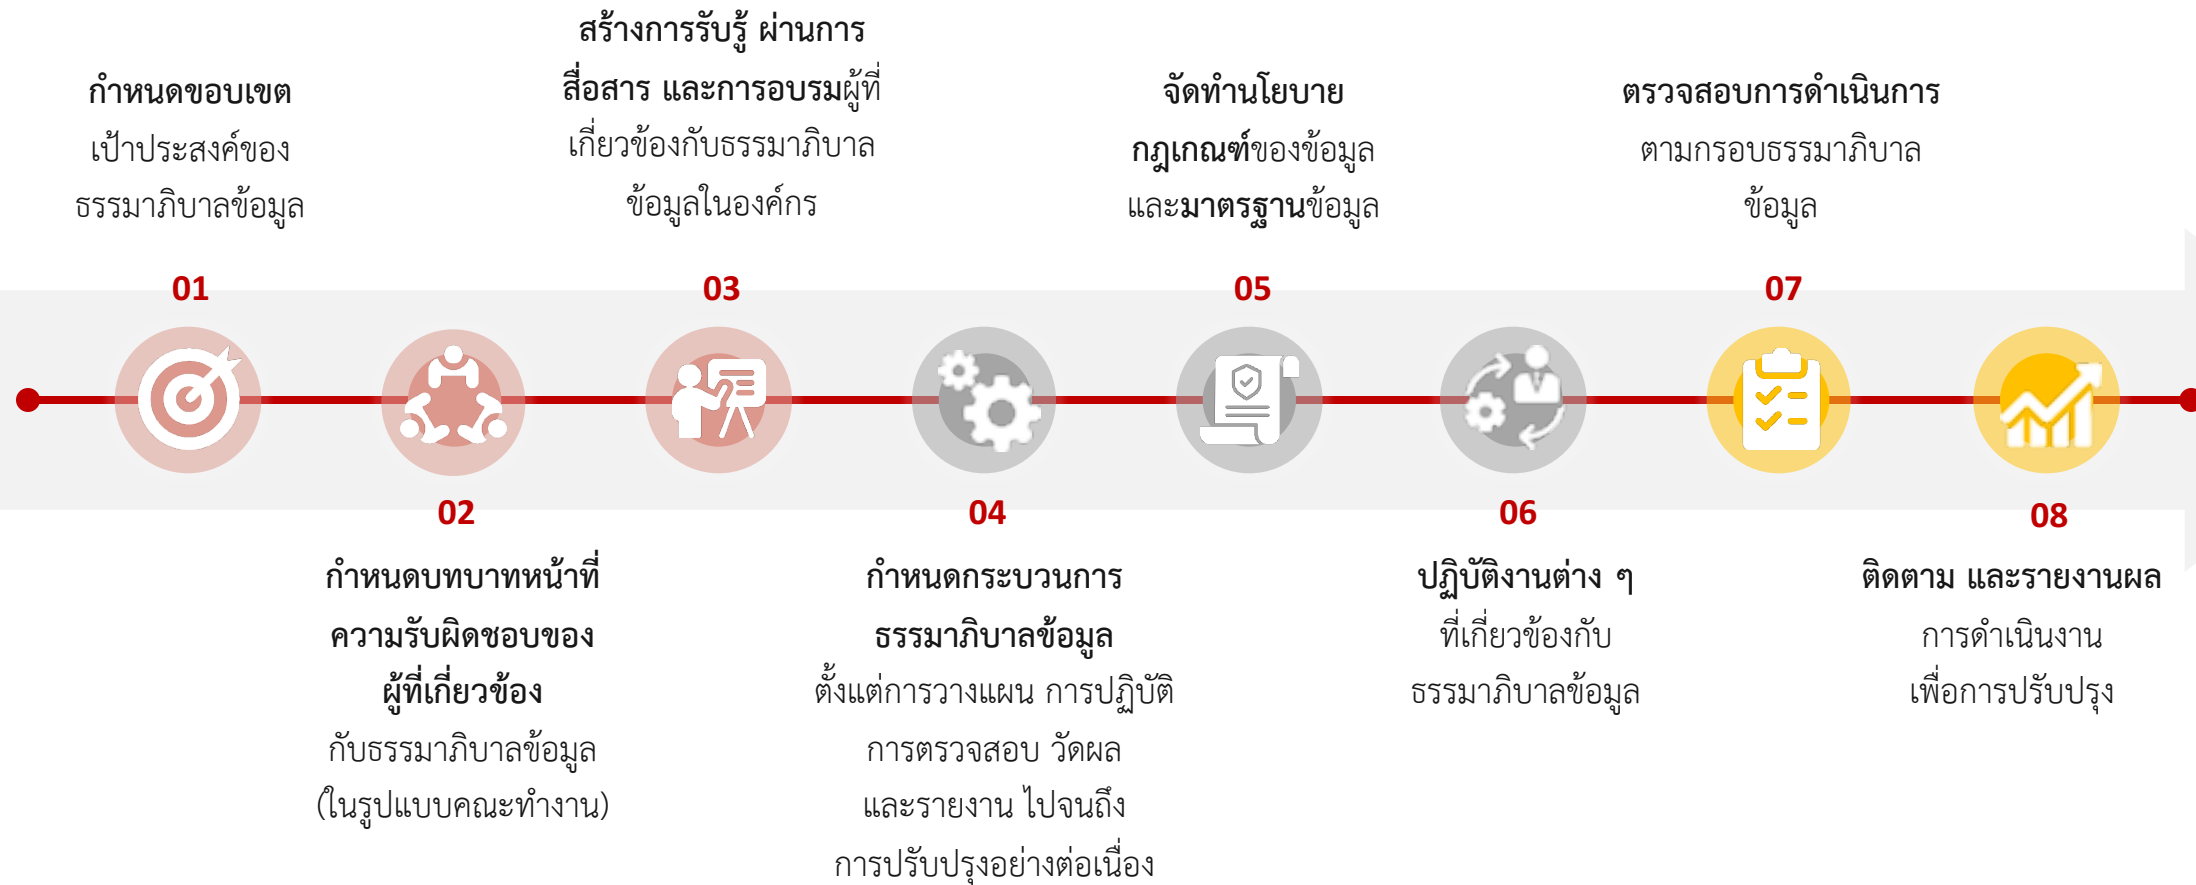 กำหนดขอบเขต
เป้าประสงค์ของ
ธรรมาภิบาลข้อมูล
01
02
กำหนดบทบาทหน้าที่
ความรับผิดชอบของ
ผู้ที่เกี่ยวข้อง
กับธรรมาภิบาลข้อมูล
(ในรูปแบบคณะทำงาน)
สร้างการรับรู้ ผ่านการ
สื่อสาร และการอบรมผู้ที่
เกี่ยวข้องกับธรรมาภิบาล
ข้อมูลในองค์กร
03
04
กำหนดกระบวนการ
ธรรมาภิบาลข้อมูล
ตั้งแต่การวางแผน การปฏิบัติ
การตรวจสอบ วัดผล
และรายงาน ไปจนถึง
การปรับปรุงอย่างต่อเนื่อง
จัดทำนโยบาย
กฎเกณฑ์ของข้อมูล
และมาตรฐานข้อมูล
05
06
ปฏิบัติงานต่าง ๆ
ที่เกี่ยวข้องกับ
ธรรมาภิบาลข้อมูล
ตรวจสอบการดำเนินการ
ตามกรอบธรรมาภิบาล
ข้อมูล
07
08
ติดตาม และรายงานผล
การดำเนินงาน
เพื่อการปรับปรุง